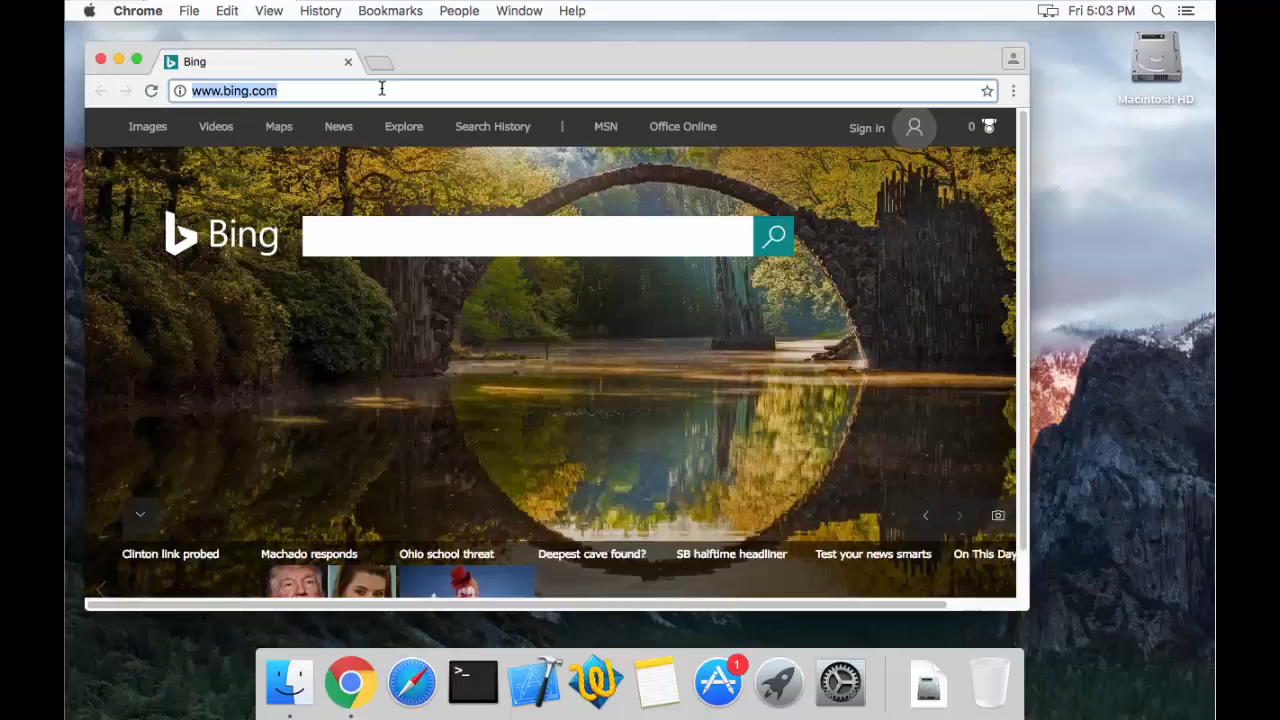 Chrome File Edit View History Bookmarks People Window Help Fri 5:03 PM
Bing
Macintosh HD
www.bing.com
Images Videos Maps News Explore Search History | MSN Office Online Sign in 0
Bing
Clinton link probed Machado responds Ohio school threat Deepest cave found? SB halftime headliner Test your news smarts On This Day
>_
1